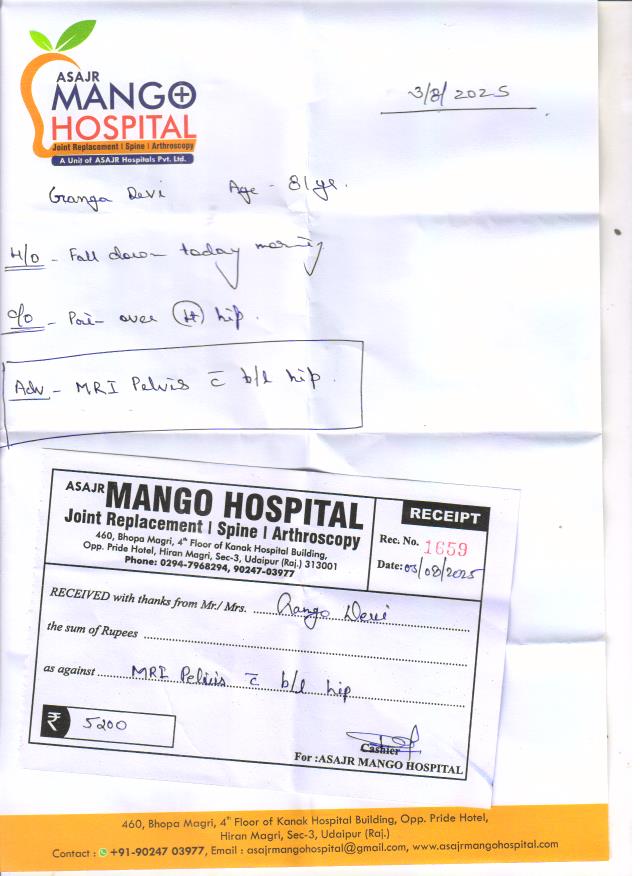 ASAJR
MANGO
HOSPITAL
Joint Replacement | Spine | Arthroscopy
A Unit of ASAJR Hospitals Pvt. Ltd.
3/8/2025
Ganga Devi Age - 81 yr.
H/O - Fall down today morning
C/O - Pain over hip.
Adv - MRI Pelvis c̄ b/l hip.
ASAJR MANGO HOSPITAL
Joint Replacement | Spine | Arthroscopy
460, Bhopa Magri, 4th Floor of Kanak Hospital Building,
Opp. Pride Hotel, Hiran Magri, Sec-3, Udaipur (Raj.) 313001
Phone: 0294-7968294, 90247-03977
RECEIPT
Rec. No. 1659
Date: 03/08/2025
RECEIVED with thanks from Mr./ Mrs. Ganga Devi
the sum of Rupees
as against MRI Pelvis c̄ b/l hip
₹ 5200
Cashier
For :ASAJR MANGO HOSPITAL
460, Bhopa Magri, 4th Floor of Kanak Hospital Building, Opp. Pride Hotel,
Hiran Magri, Sec-3, Udaipur (Raj.)
Contact : +91-90247 03977, Email : asajrmangohospital@gmail.com, www.asajrmangohospital.com